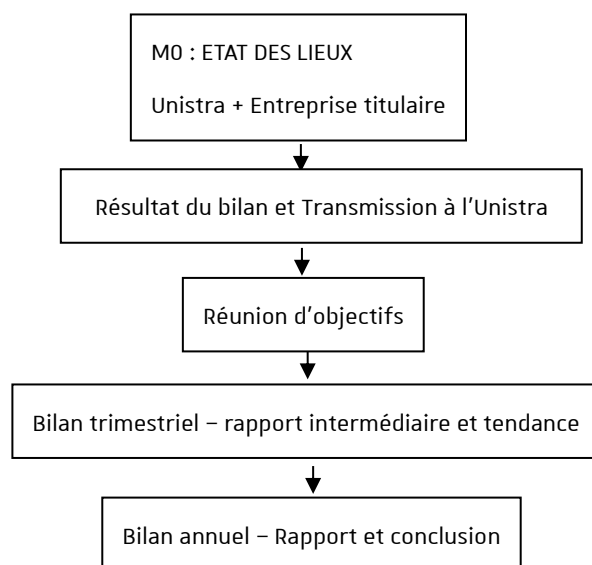 M0 : ETAT DES LIEUX
Unistra + Entreprise titulaire
Résultat du bilan et Transmission à l'Unistra
Réunion d'objectifs
Bilan trimestriel – rapport intermédiaire et tendance
Bilan annuel – Rapport et conclusion